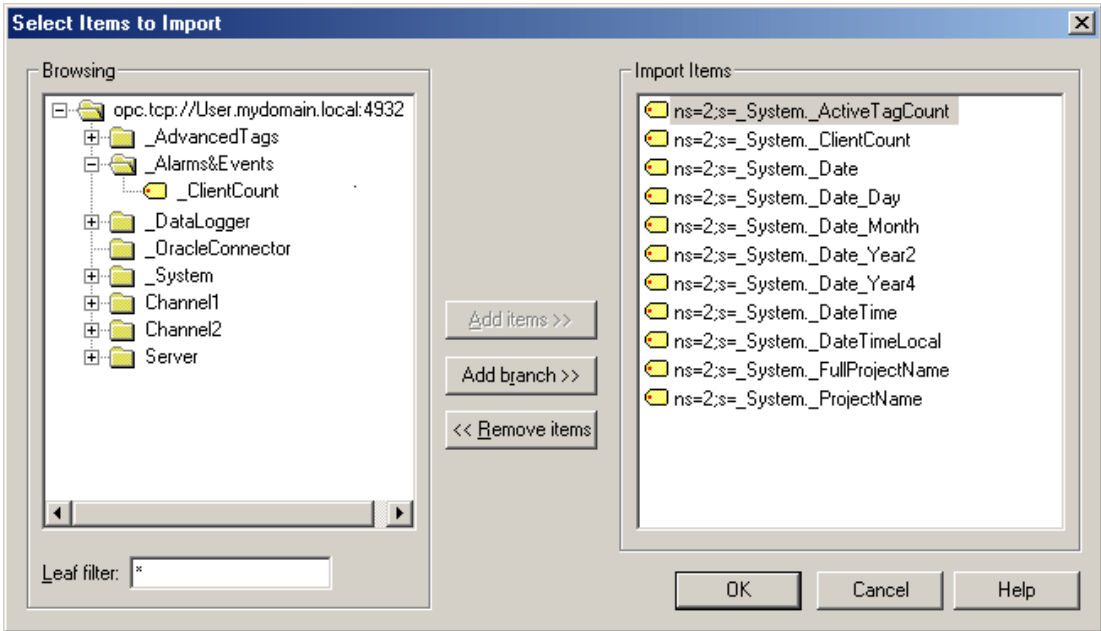 Select Items to Import
Browsing
opc.tcp://User.mydomain.local:4932
_AdvancedTags
_Alarms&Events
_ClientCount
_DataLogger
_OracleConnector
_System
Channel1
Channel2
Server
Leaf filter: *
Add items >>
Add branch >>
<< Remove items
Import Items
ns=2;s=_System._ActiveTagCount
ns=2;s=_System._ClientCount
ns=2;s=_System._Date
ns=2;s=_System._Date_Day
ns=2;s=_System._Date_Month
ns=2;s=_System._Date_Year2
ns=2;s=_System._Date_Year4
ns=2;s=_System._DateTime
ns=2;s=_System._DateTimeLocal
ns=2;s=_System._FullProjectName
ns=2;s=_System._ProjectName
OK
Cancel
Help